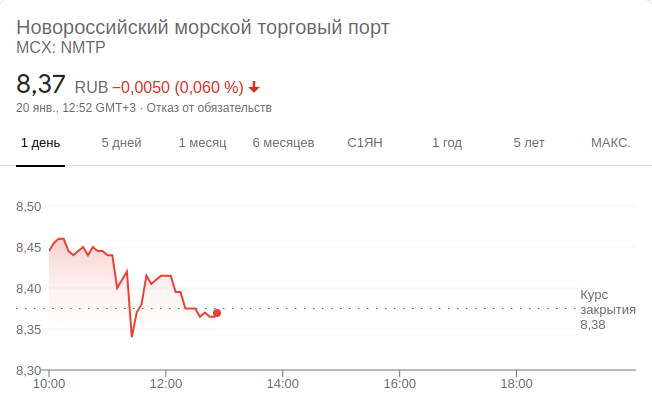 Новороссийский морской торговый порт
MCX: NMTP
8,37 RUB −0,0050 (0,060 %)
20 янв., 12:52 GMT+3 · Отказ от обязательств
1 день 5 дней 1 месяц 6 месяцев С1ЯН 1 год 5 лет МАКС.
8,50
8,45
8,40
Курс
закрытия
8,38
8,35
8,30
10:00 12:00 14:00 16:00 18:00